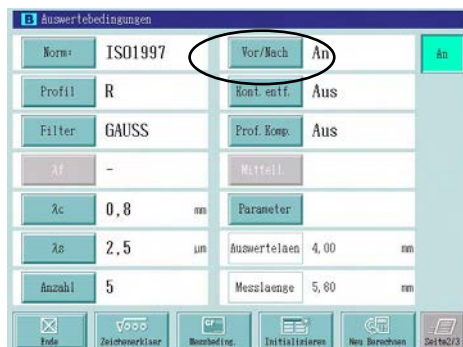 B Auswertebedingungen
Norm: ISO1997 Vor/Nach An An
Profil R Kont.entf. Aus
Filter GAUSS Prof.Komp. Aus
λf - Mittell.
λc 0,8 mm Parameter
λs 2,5 μm Auswertelaen 4,00 mm
Anzahl 5 Messlaenge 5,60 mm
Ende Zeichenerklaer Messbeding. Initialisieren Neu Berechnen Seite2/3